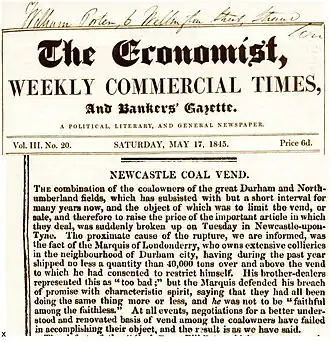 William Porten, 6 Wellington Street, Strand
The Economist,
WEEKLY COMMERCIAL TIMES,
And Bankers' Gazette.
A POLITICAL, LITERARY, AND GENERAL NEWSPAPER.
Vol. III, No. 20. SATURDAY, MAY 17, 1845. Price 6d.
NEWCASTLE COAL VEND.
THE combination of the coalowners of the great Durham and North-
umberland fields, which has subsisted with but a short interval for
many years now, and the object of which was to limit the vend, or
sale, and therefore to raise the price of the important article in which
they deal, was suddenly broken up on Tuesday in Newcastle-upon-
Tyne. The proximate cause of the rupture, we are informed, was
the fact of the Marquis of Londonderry, who owns extensive collieries
in the neighbourhood of Durham city, having during the past year
shipped no less a quantity than 40,000 tons over and above the vend
to which he had consented to restrict himself. His brother-dealers
represented this as "too bad;" but the Marquis defended his breach
of promise with characteristic spirit, saying that they had all been
doing the same thing more or less, and he was not to be "faithful
among the faithless." At all events, negotiations for a better under-
stood and renovated basis of vend among the coalowners have failed
in accomplishing their object, and the result is as we have said.